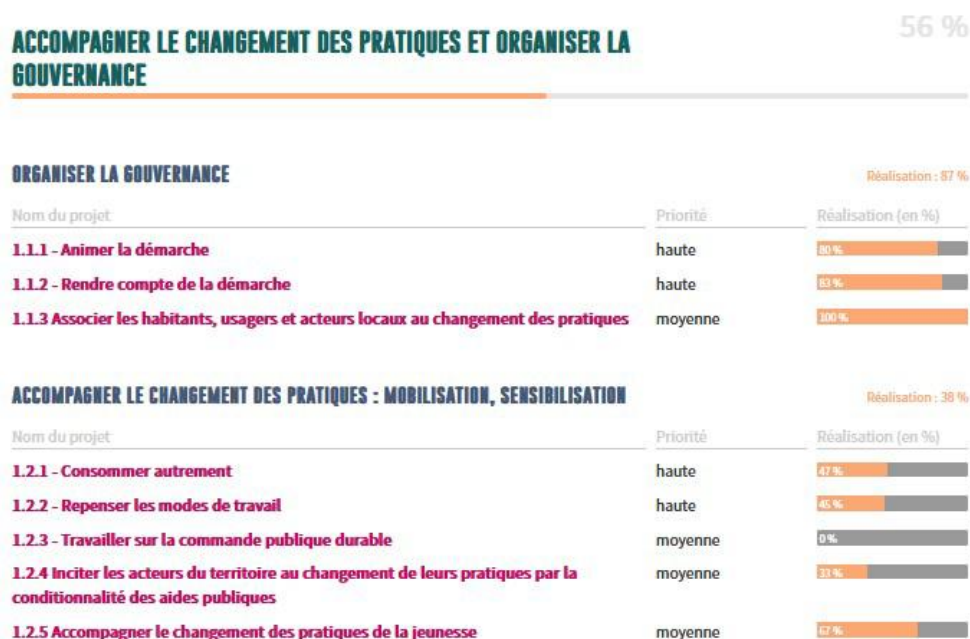 56 %
ACCOMPAGNER LE CHANGEMENT DES PRATIQUES ET ORGANISER LA
GOUVERNANCE
ORGANISER LA GOUVERNANCE Réalisation : 87 %
Nom du projet Priorité Réalisation (en %)
1.1.1 - Animer la démarche haute 80 %
1.1.2 - Rendre compte de la démarche haute 83 %
1.1.3 Associer les habitants, usagers et acteurs locaux au changement des pratiques moyenne 100 %
ACCOMPAGNER LE CHANGEMENT DES PRATIQUES : MOBILISATION, SENSIBILISATION Réalisation : 38 %
Nom du projet Priorité Réalisation (en %)
1.2.1 - Consommer autrement haute 47 %
1.2.2 - Repenser les modes de travail haute 45 %
1.2.3 - Travailler sur la commande publique durable moyenne 0 %
1.2.4 Inciter les acteurs du territoire au changement de leurs pratiques par la moyenne 33 %
conditionnalité des aides publiques
1.2.5 Accompagner le changement des pratiques de la jeunesse moyenne 67 %